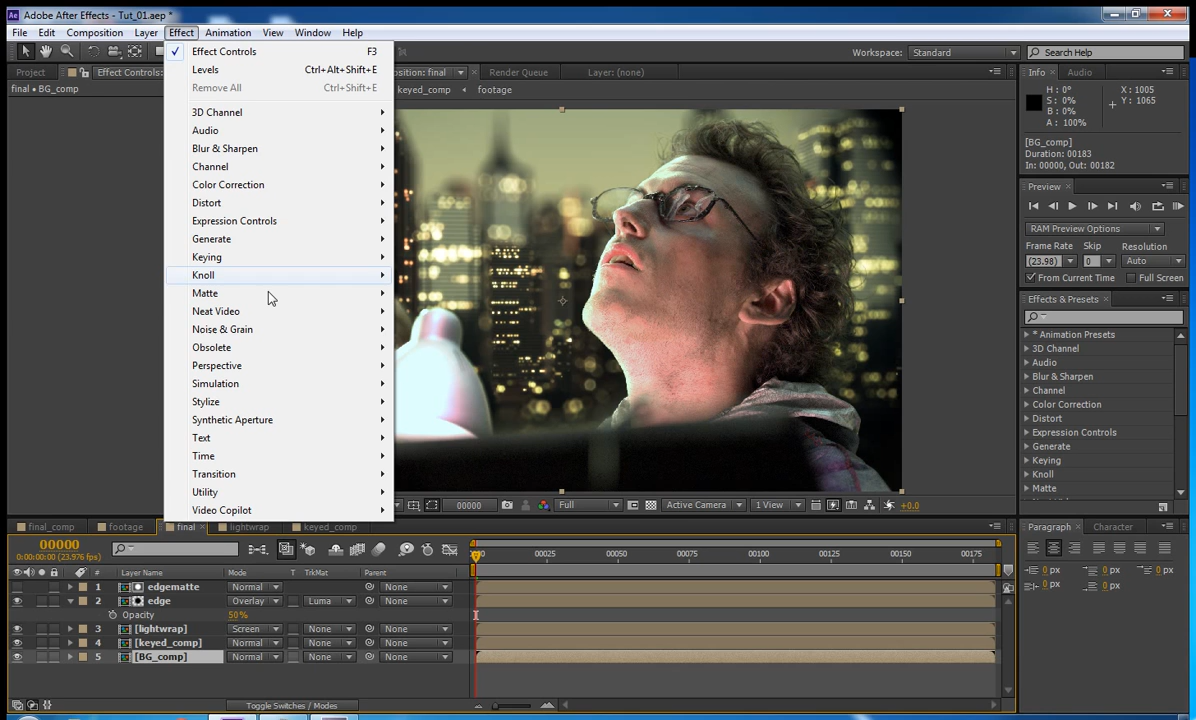 Ae Adobe After Effects - Tut_01.aep *
File Edit Composition Layer Effect Animation View Window Help
Workspace: Standard Search Help
Project Effect Controls: position: final Render Queue Layer: (none) Info Audio
final • BG_comp keyed_comp footage
Effect Controls F3
Levels Ctrl+Alt+Shift+E
Remove All Ctrl+Shift+E
3D Channel
Audio
Blur & Sharpen
Channel
Color Correction
Distort
Expression Controls
Generate
Keying
Knoll
Matte
Neat Video
Noise & Grain
Obsolete
Perspective
Simulation
Stylize
Synthetic Aperture
Text
Time
Transition
Utility
Video Copilot
H : 0° X : 1005
S : 0% Y : 1065
B : 0%
A : 100%
[BG_comp]
Duration: 00183
In: 00000, Out: 00182
Preview
RAM Preview Options
Frame Rate Skip Resolution
(23.98) 0 Auto
From Current Time Full Screen
Effects & Presets
* Animation Presets
3D Channel
Audio
Blur & Sharpen
Channel
Color Correction
Distort
Expression Controls
Generate
Keying
Knoll
Matte
00000 Full Active Camera 1 View +0.0
final_comp footage final lightwrap keyed_comp
Paragraph Character
00000
0:00:00:00 (23.976 fps)
00025 00050 00075 00100 00125 00150 00175
# Layer Name Mode T TrkMat Parent
1 edgematte Normal None
2 edge Overlay Luma None
Opacity 50%
3 [lightwrap] Screen None None
4 [keyed_comp] Normal None None
5 [BG_comp] Normal None None
0 px 0 px 0 px
0 px 0 px
Toggle Switches / Modes